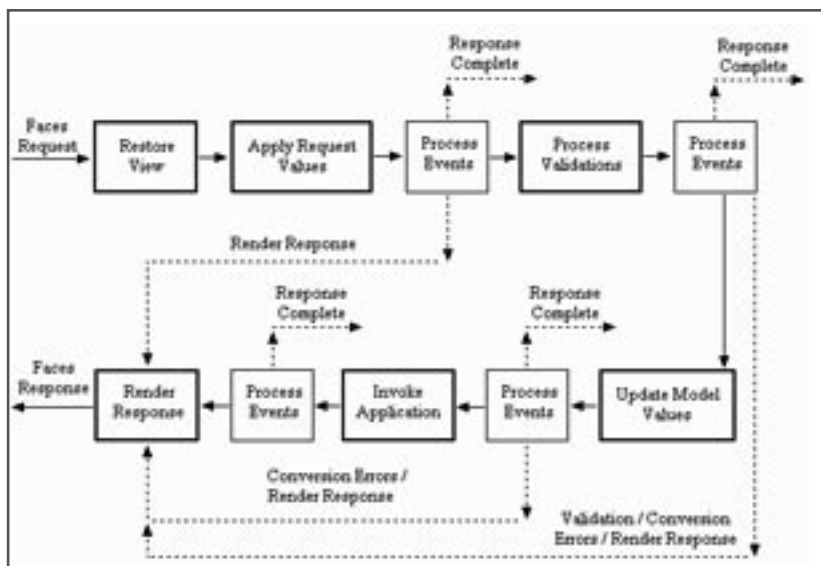 Response
Complete
Response
Complete
Faces
Request
Restore
View
Apply Request
Values
Process
Events
Process
Validations
Process
Events
Render Response
Response
Complete
Response
Complete
Faces
Response
Render
Response
Process
Events
Invoke
Application
Process
Events
Update Model
Values
Conversion Errors /
Render Response
Validation / Conversion
Errors / Render Response